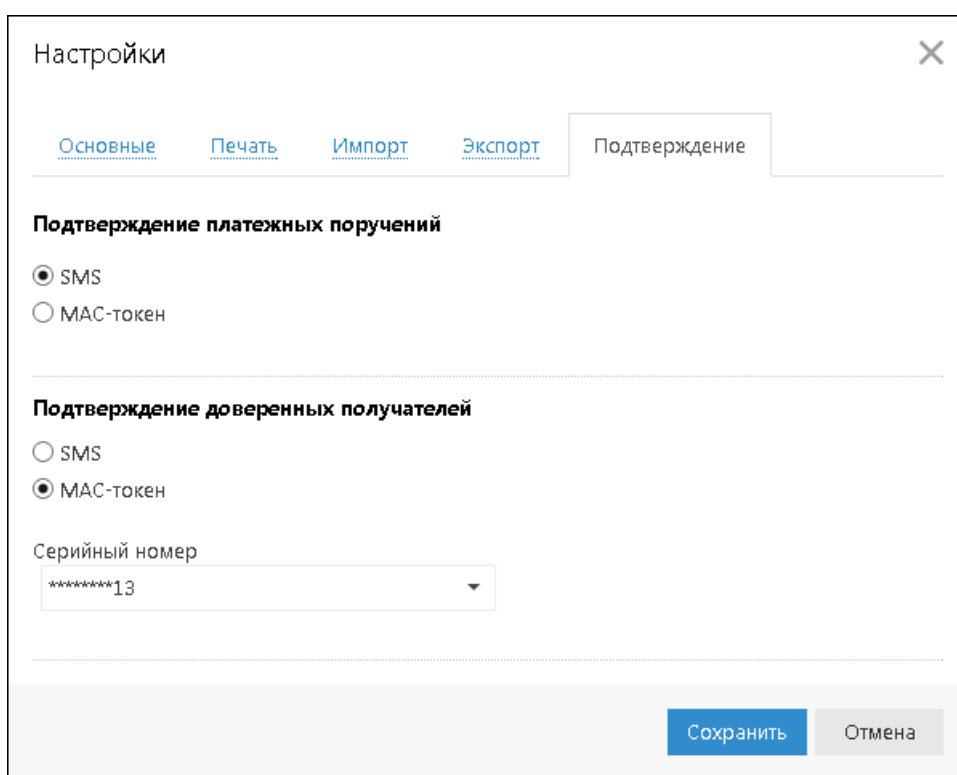 Настройки
Основные Печать Импорт Экспорт Подтверждение
Подтверждение платежных поручений
SMS
MAC-токен
Подтверждение доверенных получателей
SMS
MAC-токен
Серийный номер
********13
Сохранить Отмена